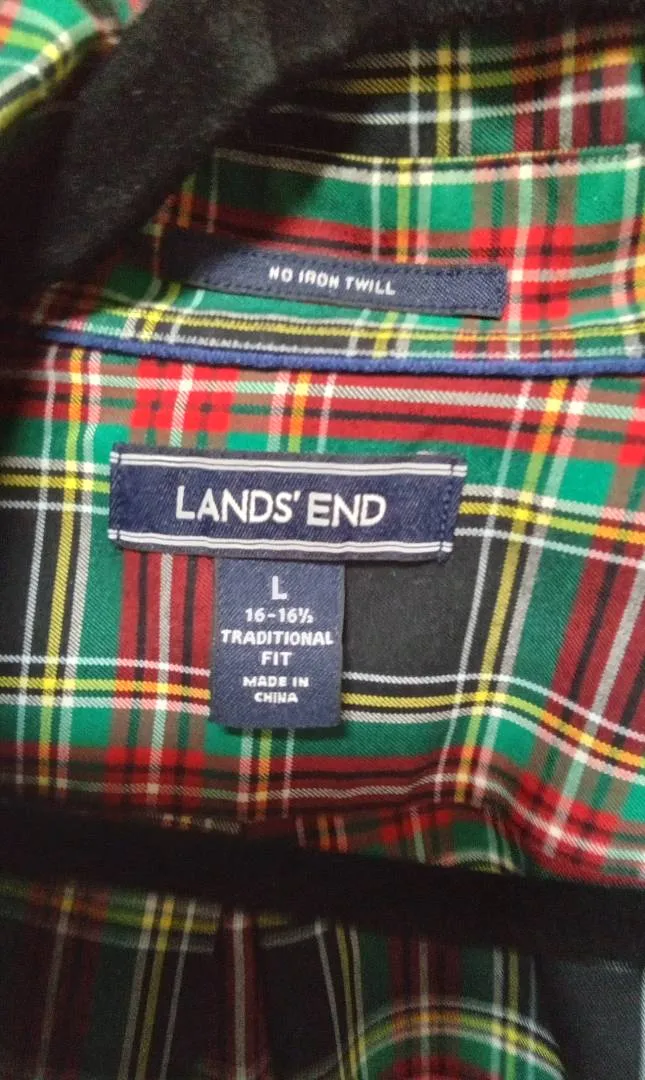 NO IRON TWILL
LANDS' END
L
16-16½
TRADITIONAL
FIT
MADE IN
CHINA